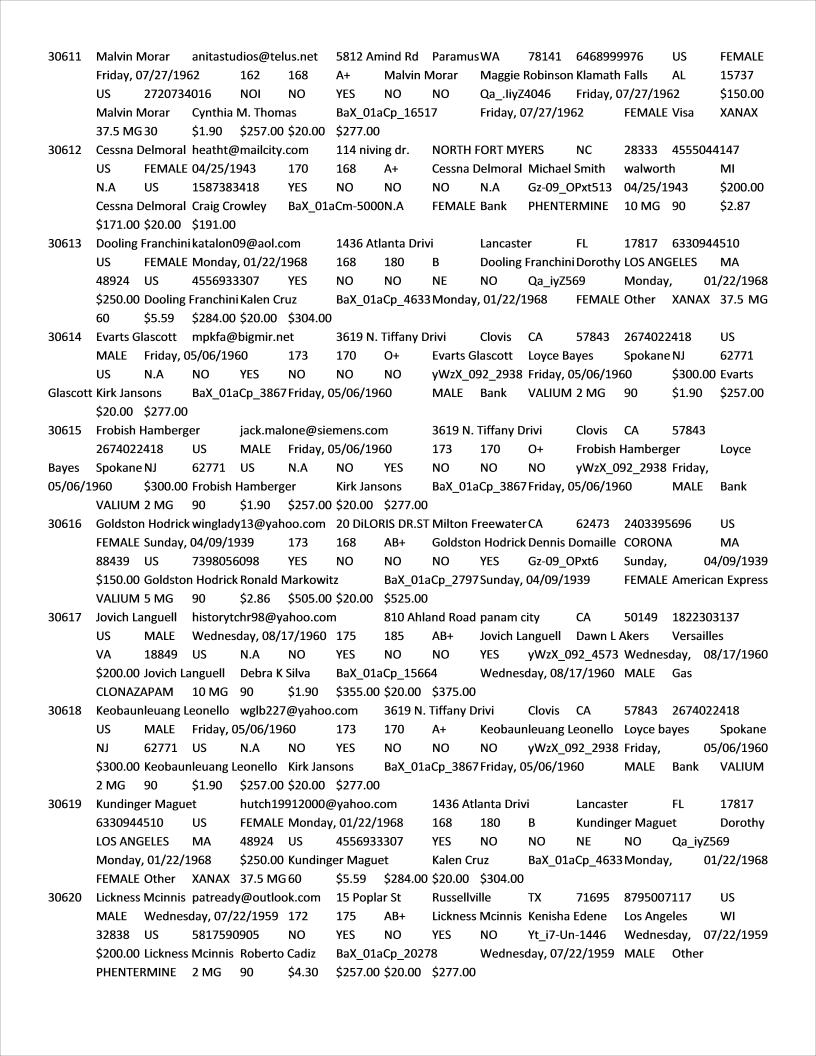 30611 Malvin Morar anitastudios@telus.net 5812 Amind Rd Paramus WA 78141 6468999976 US FEMALE
Friday, 07/27/1962 162 168 A+ Malvin Morar Maggie Robinson Klamath Falls AL 15737
US 2720734016 NOI NO YES NO NO Qa_.IiyZ4046 Friday, 07/27/1962 $150.00
Malvin Morar Cynthia M. Thomas BaX_01aCp_16517 Friday, 07/27/1962 FEMALE Visa XANAX
37.5 MG 30 $1.90 $257.00 $20.00 $277.00
30612 Cessna Delmoral heatht@mailcity.com 114 niving dr. NORTH FORT MYERS NC 28333 4555044147
US FEMALE 04/25/1943 170 168 A+ Cessna Delmoral Michael Smith walworth MI
N.A US 1587383418 YES NO NO NO N.A Gz-09_OPxt513 04/25/1943 $200.00
Cessna Delmoral Craig Crowley BaX_01aCm-5000 N.A FEMALE Bank PHENTERMINE 10 MG 90 $2.87
$171.00 $20.00 $191.00
30613 Dooling Franchini katalon09@aol.com 1436 Atlanta Drivi Lancaster FL 17817 6330944510
US FEMALE Monday, 01/22/1968 168 180 B Dooling Franchini Dorothy LOS ANGELES MA
48924 US 4556933307 YES NO NO NE NO Qa_iyZ569 Monday, 01/22/1968
$250.00 Dooling Franchini Kalen Cruz BaX_01aCp_4633 Monday, 01/22/1968 FEMALE Other XANAX 37.5 MG
60 $5.59 $284.00 $20.00 $304.00
30614 Evarts Glascott mpkfa@bigmir.net 3619 N. Tiffany Drivi Clovis CA 57843 2674022418 US
MALE Friday, 05/06/1960 173 170 O+ Evarts Glascott Loyce Bayes Spokane NJ 62771
US N.A NO YES NO NO NO yWzX_092_2938 Friday, 05/06/1960 $300.00 Evarts
Glascott Kirk Jansons BaX_01aCp_3867 Friday, 05/06/1960 MALE Bank VALIUM 2 MG 90 $1.90 $257.00
$20.00 $277.00
30615 Frobish Hamberger jack.malone@siemens.com 3619 N. Tiffany Drivi Clovis CA 57843
2674022418 US MALE Friday, 05/06/1960 173 170 O+ Frobish Hamberger Loyce
Bayes Spokane NJ 62771 US N.A NO YES NO NO NO yWzX_092_2938 Friday,
05/06/1960 $300.00 Frobish Hamberger Kirk Jansons BaX_01aCp_3867 Friday, 05/06/1960 MALE Bank
VALIUM 2 MG 90 $1.90 $257.00 $20.00 $277.00
30616 Goldston Hodrick winglady13@yahoo.com 20 DiLORIS DR.ST Milton Freewater CA 62473 2403395696 US
FEMALE Sunday, 04/09/1939 173 168 AB+ Goldston Hodrick Dennis Domaille CORONA MA
88439 US 7398056098 YES NO NO NO YES Gz-09_OPxt6 Sunday, 04/09/1939
$150.00 Goldston Hodrick Ronald Markowitz BaX_01aCp_2797 Sunday, 04/09/1939 FEMALE American Express
VALIUM 5 MG 90 $2.86 $505.00 $20.00 $525.00
30617 Jovich Languell historytchr98@yahoo.com 810 Ahland Road panam city CA 50149 1822303137
US MALE Wednesday, 08/17/1960 175 185 AB+ Jovich Languell Dawn L Akers Versailles
VA 18849 US N.A YES NO NO YES yWzX_092_4573 Wednesday, 08/17/1960
$200.00 Jovich Languell Debra K Silva BaX_01aCp_15664 Wednesday, 08/17/1960 MALE Gas
CLONAZAPAM 10 MG 90 $1.90 $355.00 $20.00 $375.00
30618 Keobaunleuang Leonello wglb227@yahoo.com 3619 N. Tiffany Drivi Clovis CA 57843 2674022418
US MALE Friday, 05/06/1960 173 170 A+ Keobaunleuang Leonello Loyce bayes Spokane
NJ 62771 US N.A NO YES NO NO NO yWzX_092_2938 Friday, 05/06/1960
$300.00 Keobaunleuang Leonello Kirk Jansons BaX_01aCp_3867 Friday, 05/06/1960 MALE Bank VALIUM
2 MG 90 $1.90 $257.00 $20.00 $277.00
30619 Kundinger Maguet hutch19912000@yahoo.com 1436 Atlanta Drivi Lancaster FL 17817
6330944510 US FEMALE Monday, 01/22/1968 168 180 B Kundinger Maguet Dorothy
LOS ANGELES MA 48924 US 4556933307 YES NO NO NE NO Qa_iyZ569
Monday, 01/22/1968 $250.00 Kundinger Maguet Kalen Cruz BaX_01aCp_4633 Monday, 01/22/1968
FEMALE Other XANAX 37.5 MG 60 $5.59 $284.00 $20.00 $304.00
30620 Lickness Mcinnis patready@outlook.com 15 Poplar St Russellville TX 71695 8795007117 US
MALE Wednesday, 07/22/1959 172 175 AB+ Lickness Mcinnis Kenisha Edene Los Angeles WI
32838 US 5817590905 NO YES NO YES NO Yt_i7-Un-1446 Wednesday, 07/22/1959
$200.00 Lickness Mcinnis Roberto Cadiz BaX_01aCp_20278 Wednesday, 07/22/1959 MALE Other
PHENTERMINE 2 MG 90 $4.30 $257.00 $20.00 $277.00